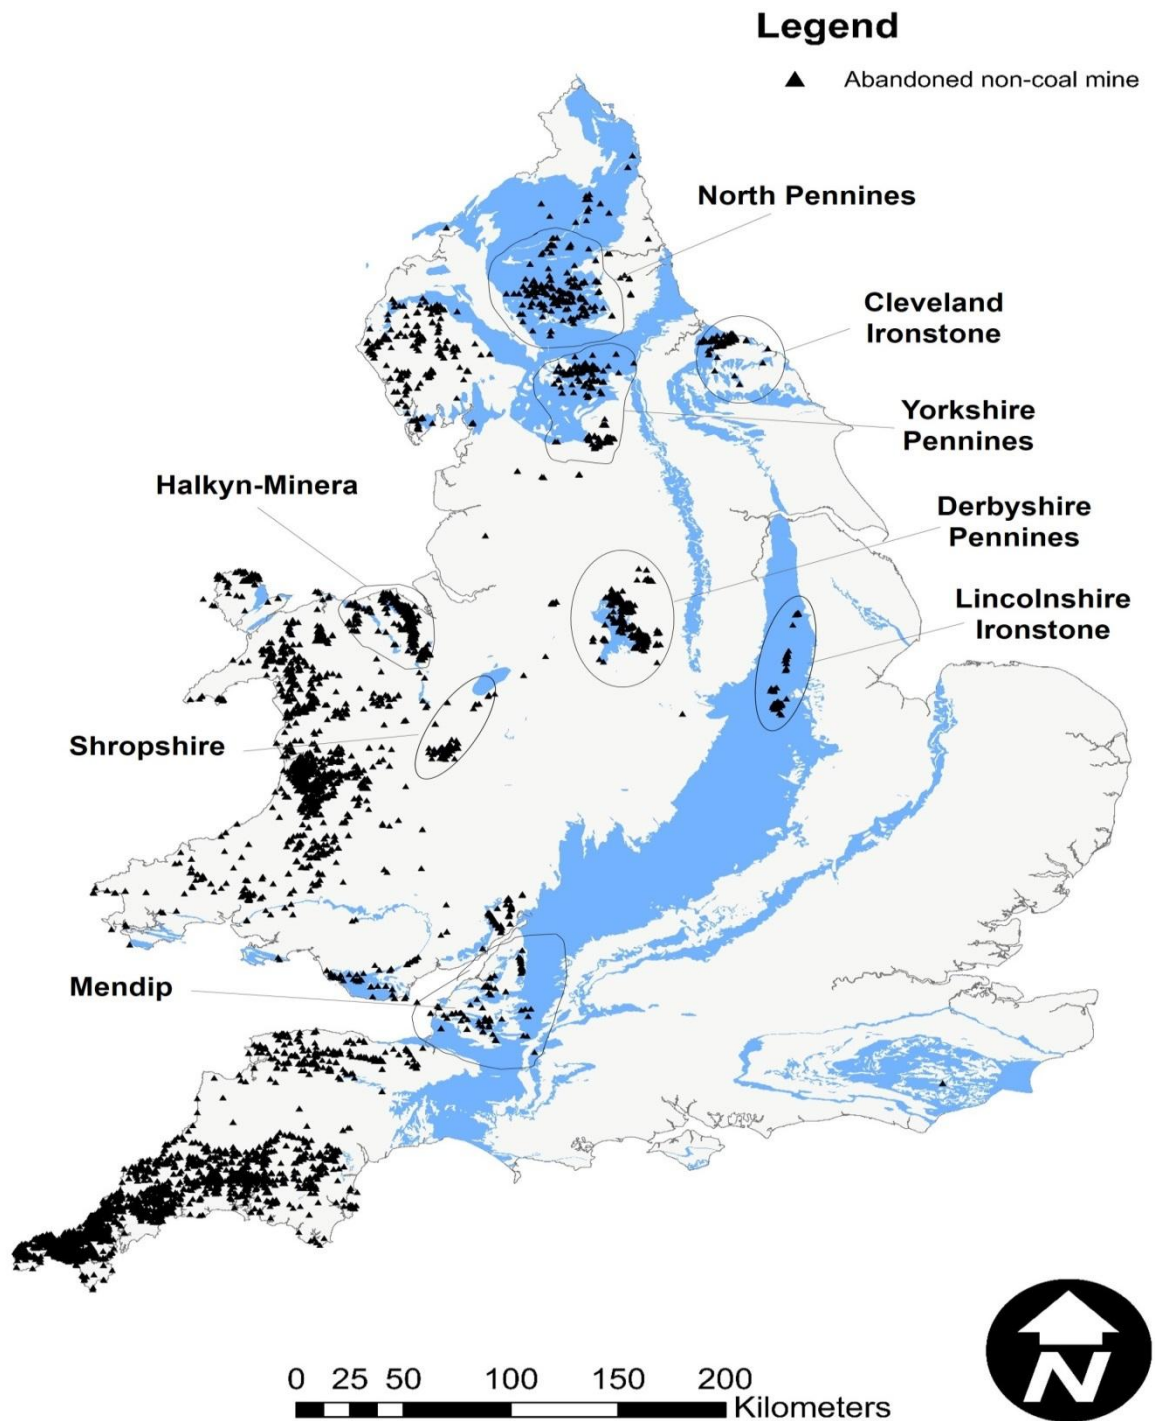 Legend
Abandoned non-coal mine
North Pennines
Cleveland
Ironstone
Yorkshire
Pennines
Halkyn-Minera
Derbyshire
Pennines
Lincolnshire
Ironstone
Shropshire
Mendip
N
0 25 50 100 150 200
Kilometers